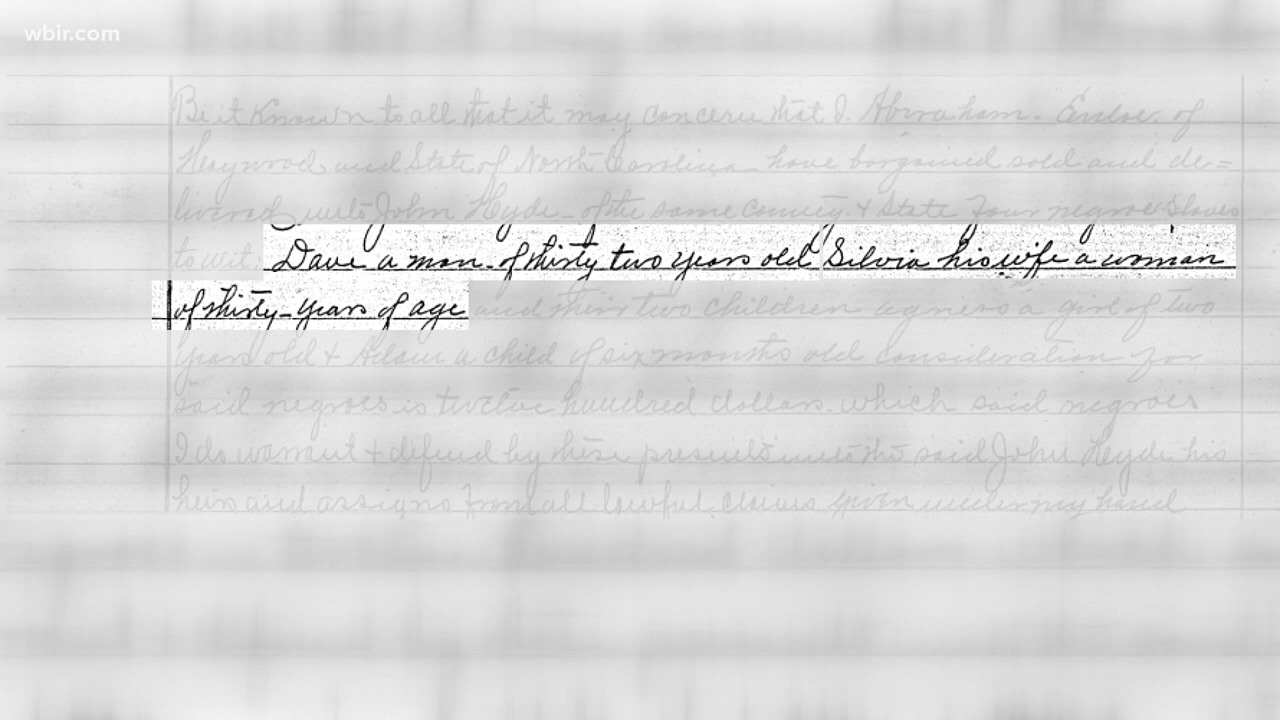 wbir.com
Be it Known to all that it may concern that I. Abraham. Enloe. of
Haywood and State of North Carolina have bargained sold and de=
livered unto John Hyde - of the same county & State Four negroes Slaves
to wit. Dave a man - of thirty two years old Silvia his wife a woman
of thirty - years of age and their two children agness a girl of two
years old & Adam a child of six months old consideration for
said negroes is twelve hundred dollars. which said negroes
I do warrant & defend by these presents unto the said John Hyde his
heirs and assigns from all lawful claims given under my hand